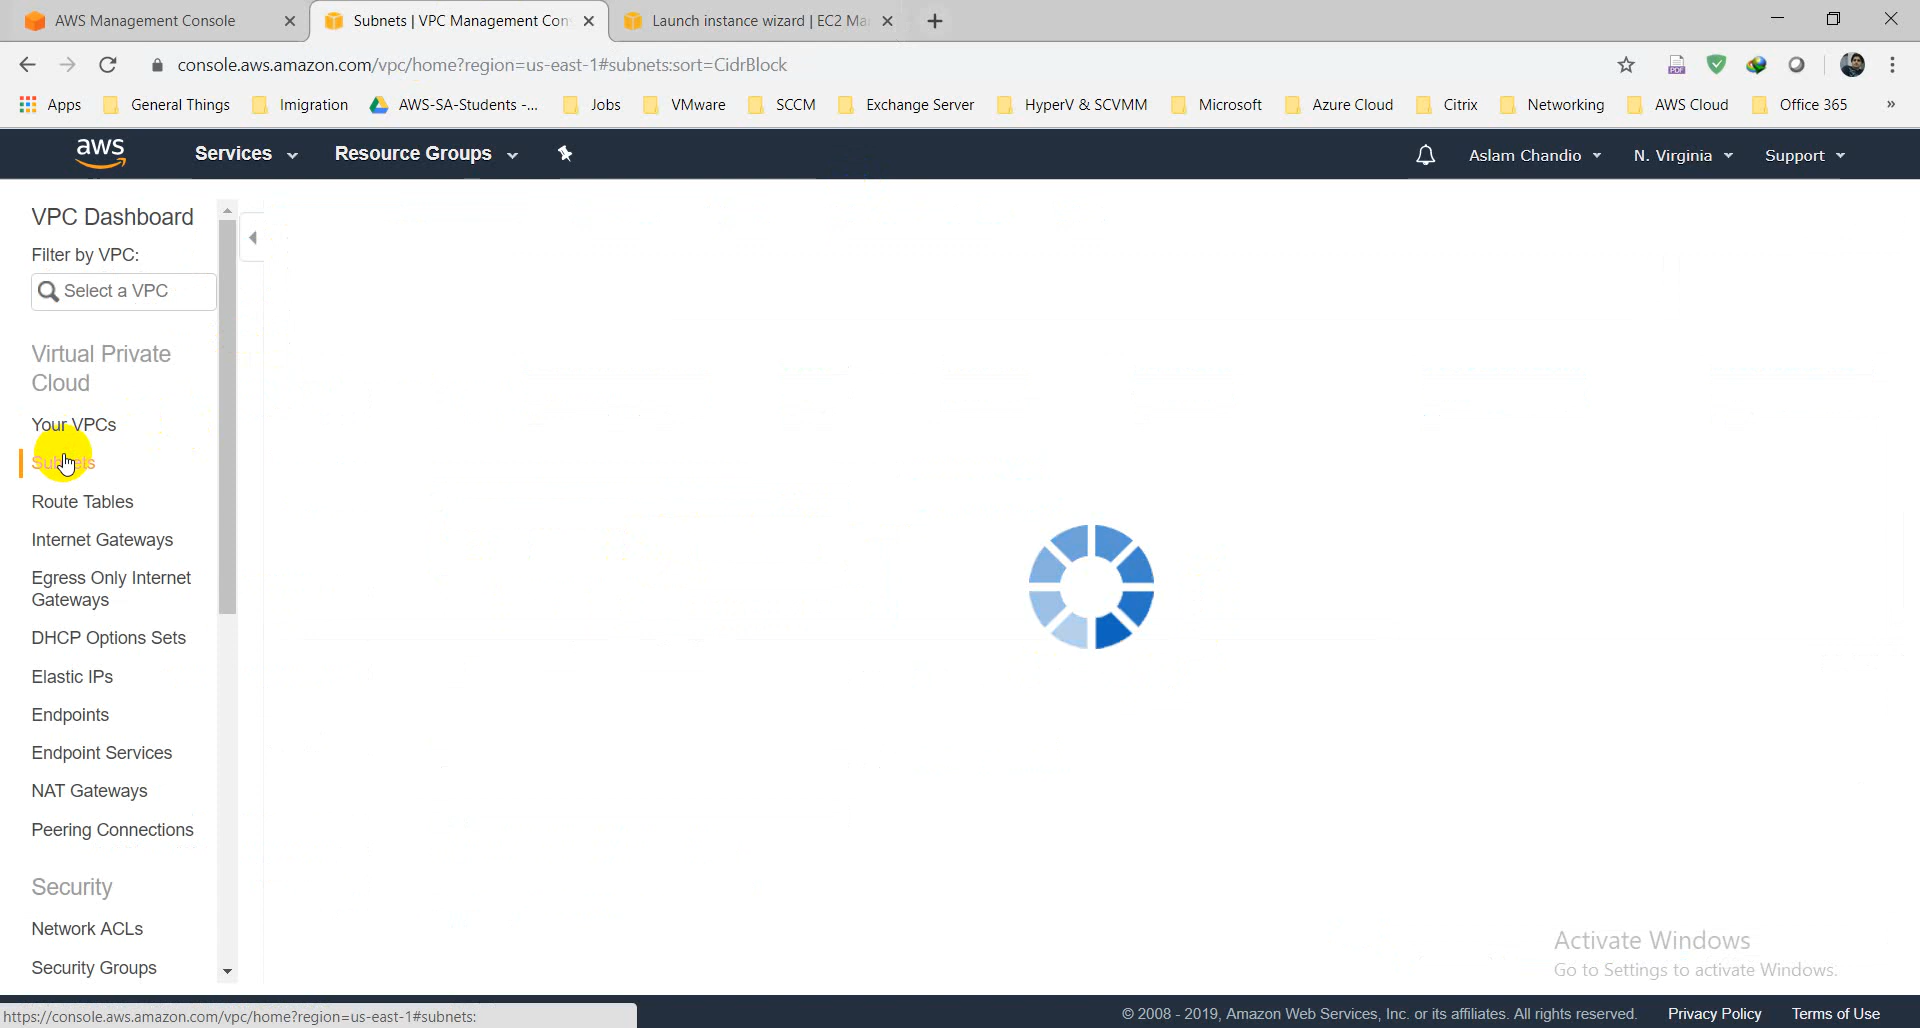 AWS Management Console
Subnets | VPC Management Con
Launch instance wizard | EC2 Ma
console.aws.amazon.com/vpc/home?region=us-east-1#subnets:sort=CidrBlock
Apps General Things Imigration AWS-SA-Students -... Jobs VMware SCCM Exchange Server HyperV & SCVMM Microsoft Azure Cloud Citrix Networking AWS Cloud Office 365 »
aws Services Resource Groups Aslam Chandio N. Virginia Support
VPC Dashboard
Filter by VPC:
Select a VPC
Virtual Private
Cloud
Your VPCs
Subnets
Route Tables
Internet Gateways
Egress Only Internet
Gateways
DHCP Options Sets
Elastic IPs
Endpoints
Endpoint Services
NAT Gateways
Peering Connections
Security
Network ACLs
Security Groups
Activate Windows
Go to Settings to activate Windows.
https://console.aws.amazon.com/vpc/home?region=us-east-1#subnets:
© 2008 - 2019, Amazon Web Services, Inc. or its affiliates. All rights reserved. Privacy Policy Terms of Use